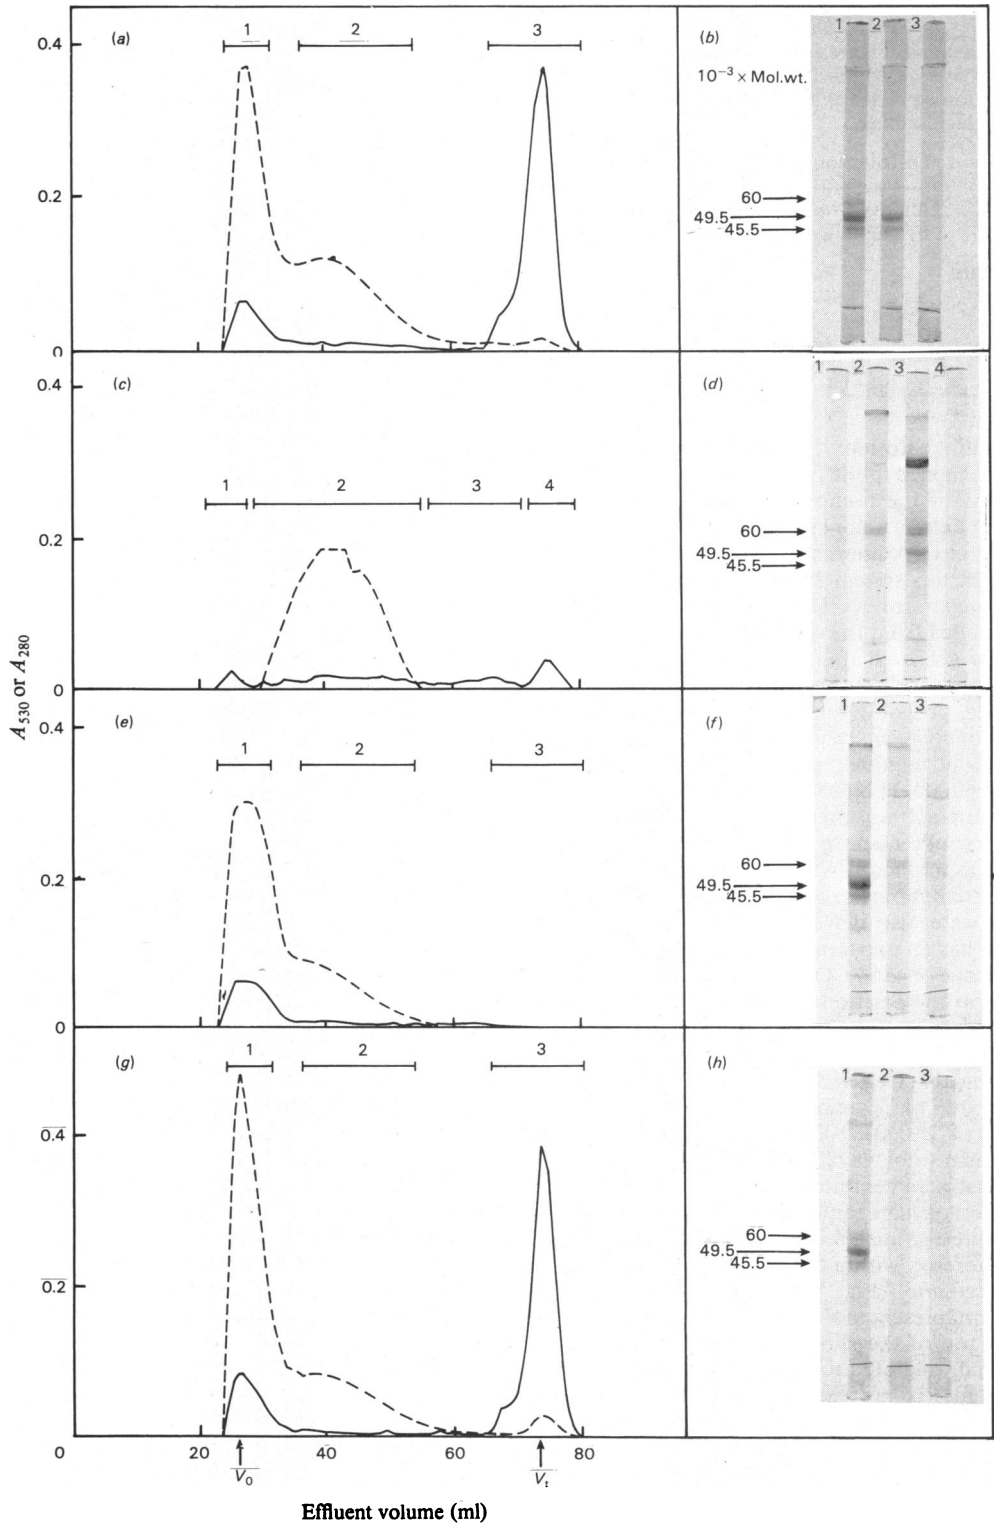 (a) 1 2 3
0.4
0.2
0
(b) 1 2 3
10⁻³ × Mol.wt.
60
49.5
45.5
(c)
0.4
1 2 3 4
0.2
0
(d) 1 2 3 4
60
49.5
45.5
A530 or A280
(e)
0.4
1 2 3
0.2
0
(f) 1 2 3
60
49.5
45.5
(g) 1 2 3
0.4
0.2
(h) 1 2 3
60
49.5
45.5
0 20 40 60 80
V0 Vt
Effluent volume (ml)